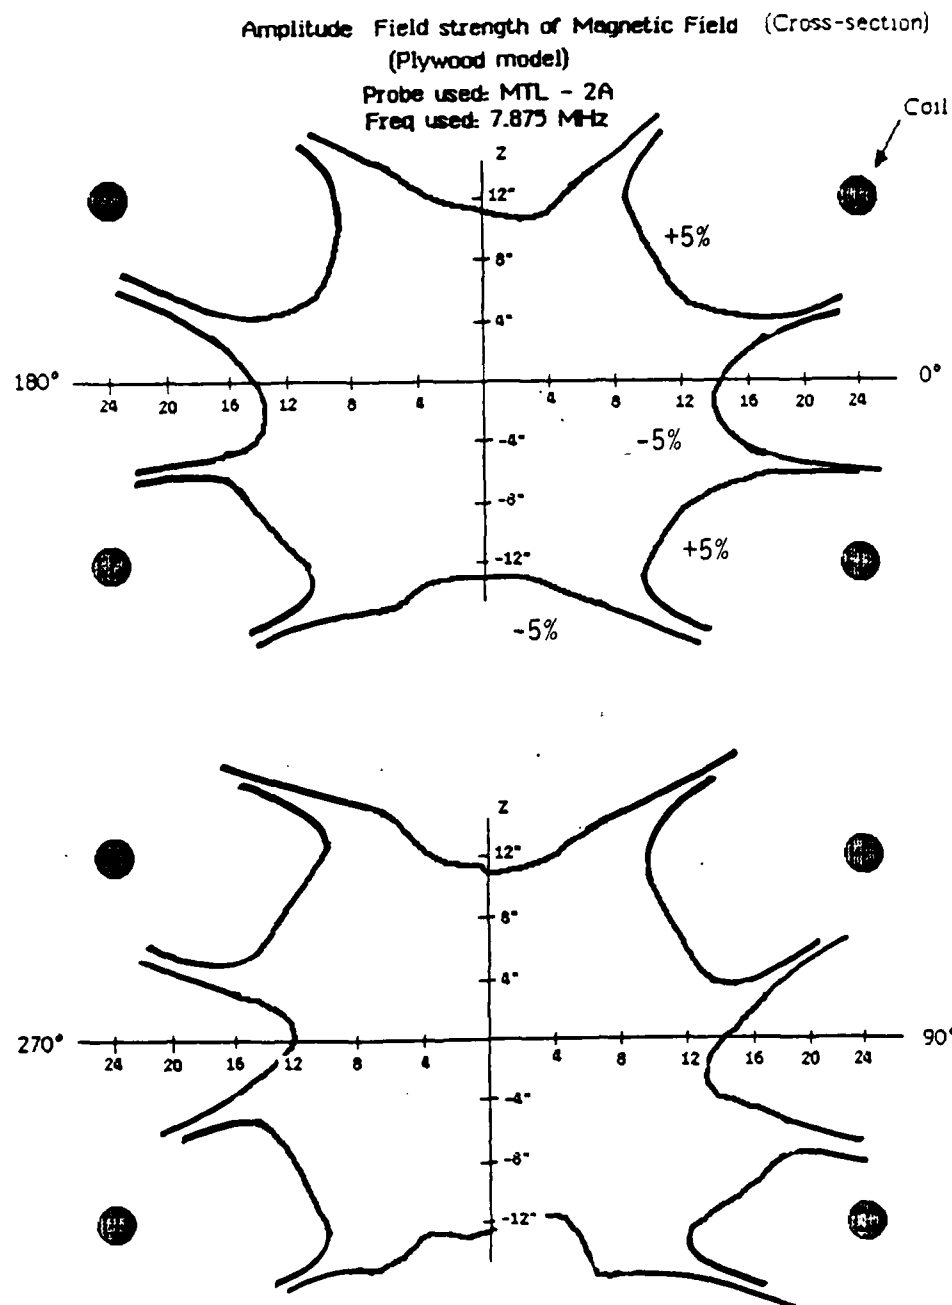 Amplitude Field strength of Magnetic Field (Cross-section)
(Plywood model)
Probe used: MTL - 2A
Freq used: 7.875 MHz
Coil
Z
12"
+5%
8"
4"
180°
0°
24 20 16 12 8 4 4 8 12 16 20 24
-4"
-5%
-8"
+5%
-12"
-5%
Z
12"
8"
4"
270°
90°
24 20 16 12 8 4 4 8 12 16 20 24
-4"
-8"
-12"